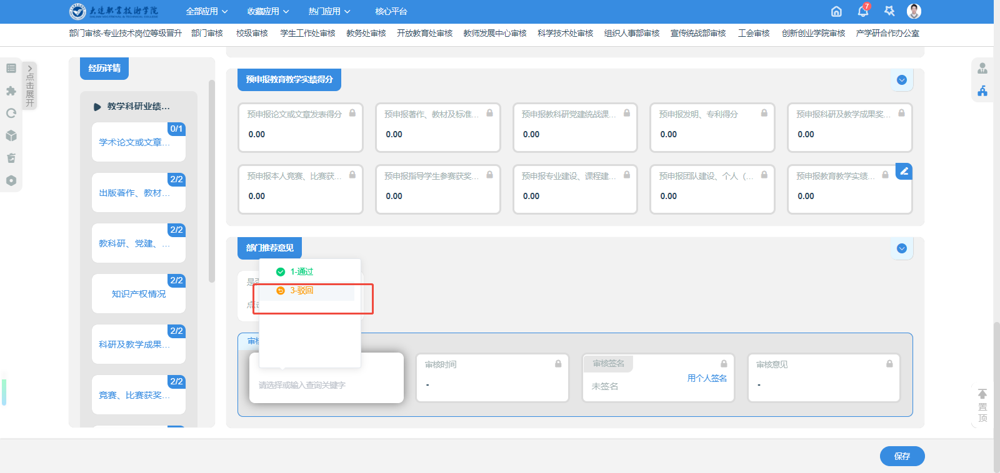 大连职业技术学院
全部应用
收藏应用
热门应用
核心平台
7
部门审核-专业技术岗位等级晋升
部门审核
校级审核
学生工作处审核
教务处审核
开放教育处审核
教师发展中心审核
科学技术处审核
组织人事部审核
宣传统战部审核
工会审核
创新创业学院审核
产学研合作办公室
点击展开
经历详情
教学科研业绩...
0/1
学术论文或文章...
2/2
出版著作、教材...
2/2
教科研、党建、...
2/2
知识产权情况
2/2
科研及教学成果...
2/2
竞赛、比赛获奖...
预申报教育教学实绩得分
预申报论文或文章发表得分
0.00
预申报著作、教材及标准...
0.00
预申报教科研党建统战课...
0.00
预申报发明、专利得分
0.00
预申报科研及教学成果奖...
0.00
预申报本人竞赛、比赛获...
0.00
预申报指导学生参赛获奖...
0.00
预申报专业建设、课程建...
0.00
预申报团队建设、个人（...
0.00
预申报教育教学实绩...
0.00
部门推荐意见
是否
点击
1-通过
3-驳回
审核
请选择或输入查询关键字
审核时间
-
审核签名
未签名
用个人签名
审核意见
-
置顶
保存